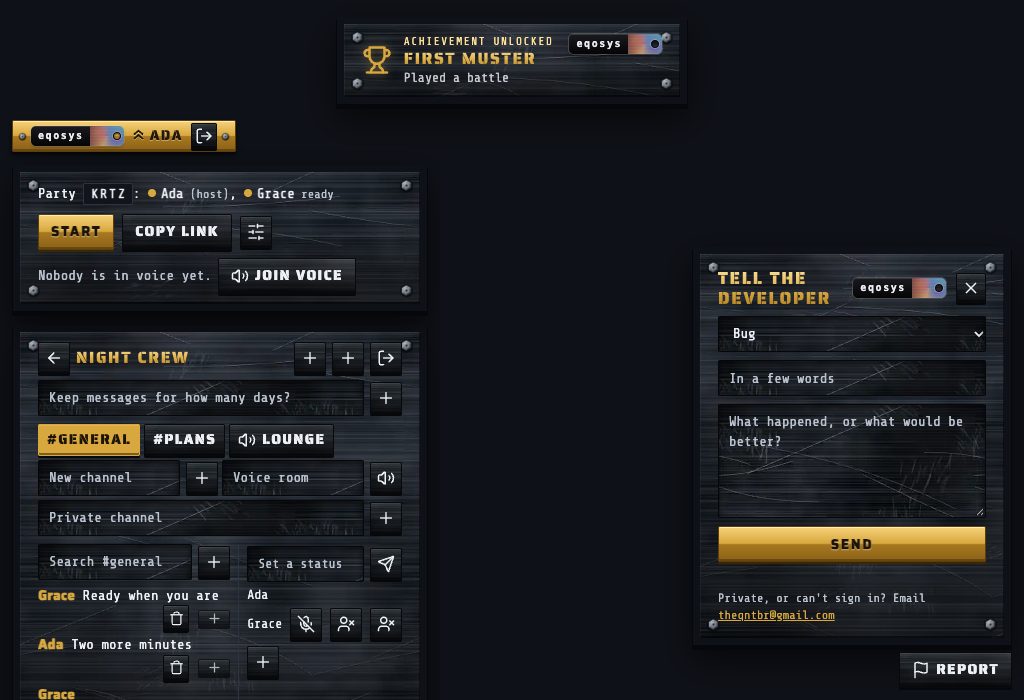 ACHIEVEMENT UNLOCKED
eqosys
FIRST MUSTER
Played a battle
eqosys ADA
Party KRTZ: Ada (host), Grace ready
START COPY LINK
Nobody is in voice yet. JOIN VOICE
NIGHT CREW
Keep messages for how many days?
#GENERAL #PLANS LOUNGE
New channel Voice room
Private channel
Search #general Set a status
Grace Ready when you are
Ada
Grace
Ada Two more minutes
Grace
TELL THE
DEVELOPER
eqosys
Bug
In a few words
What happened, or what would be
better?
SEND
Private, or can't sign in? Email
theqntbr@gmail.com
REPORT